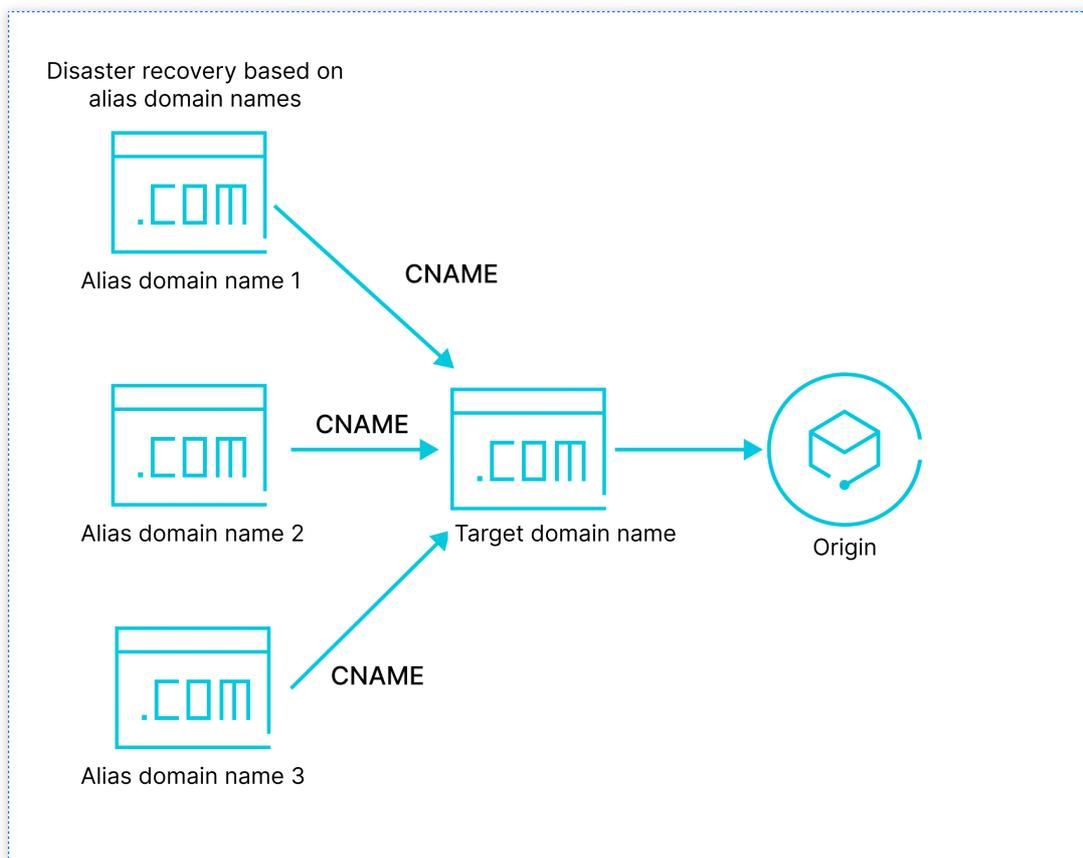 Disaster recovery based on
alias domain names
.com
Alias domain name 1
CNAME
.com
Alias domain name 2
CNAME
.com
Target domain name
Origin
.com
Alias domain name 3
CNAME